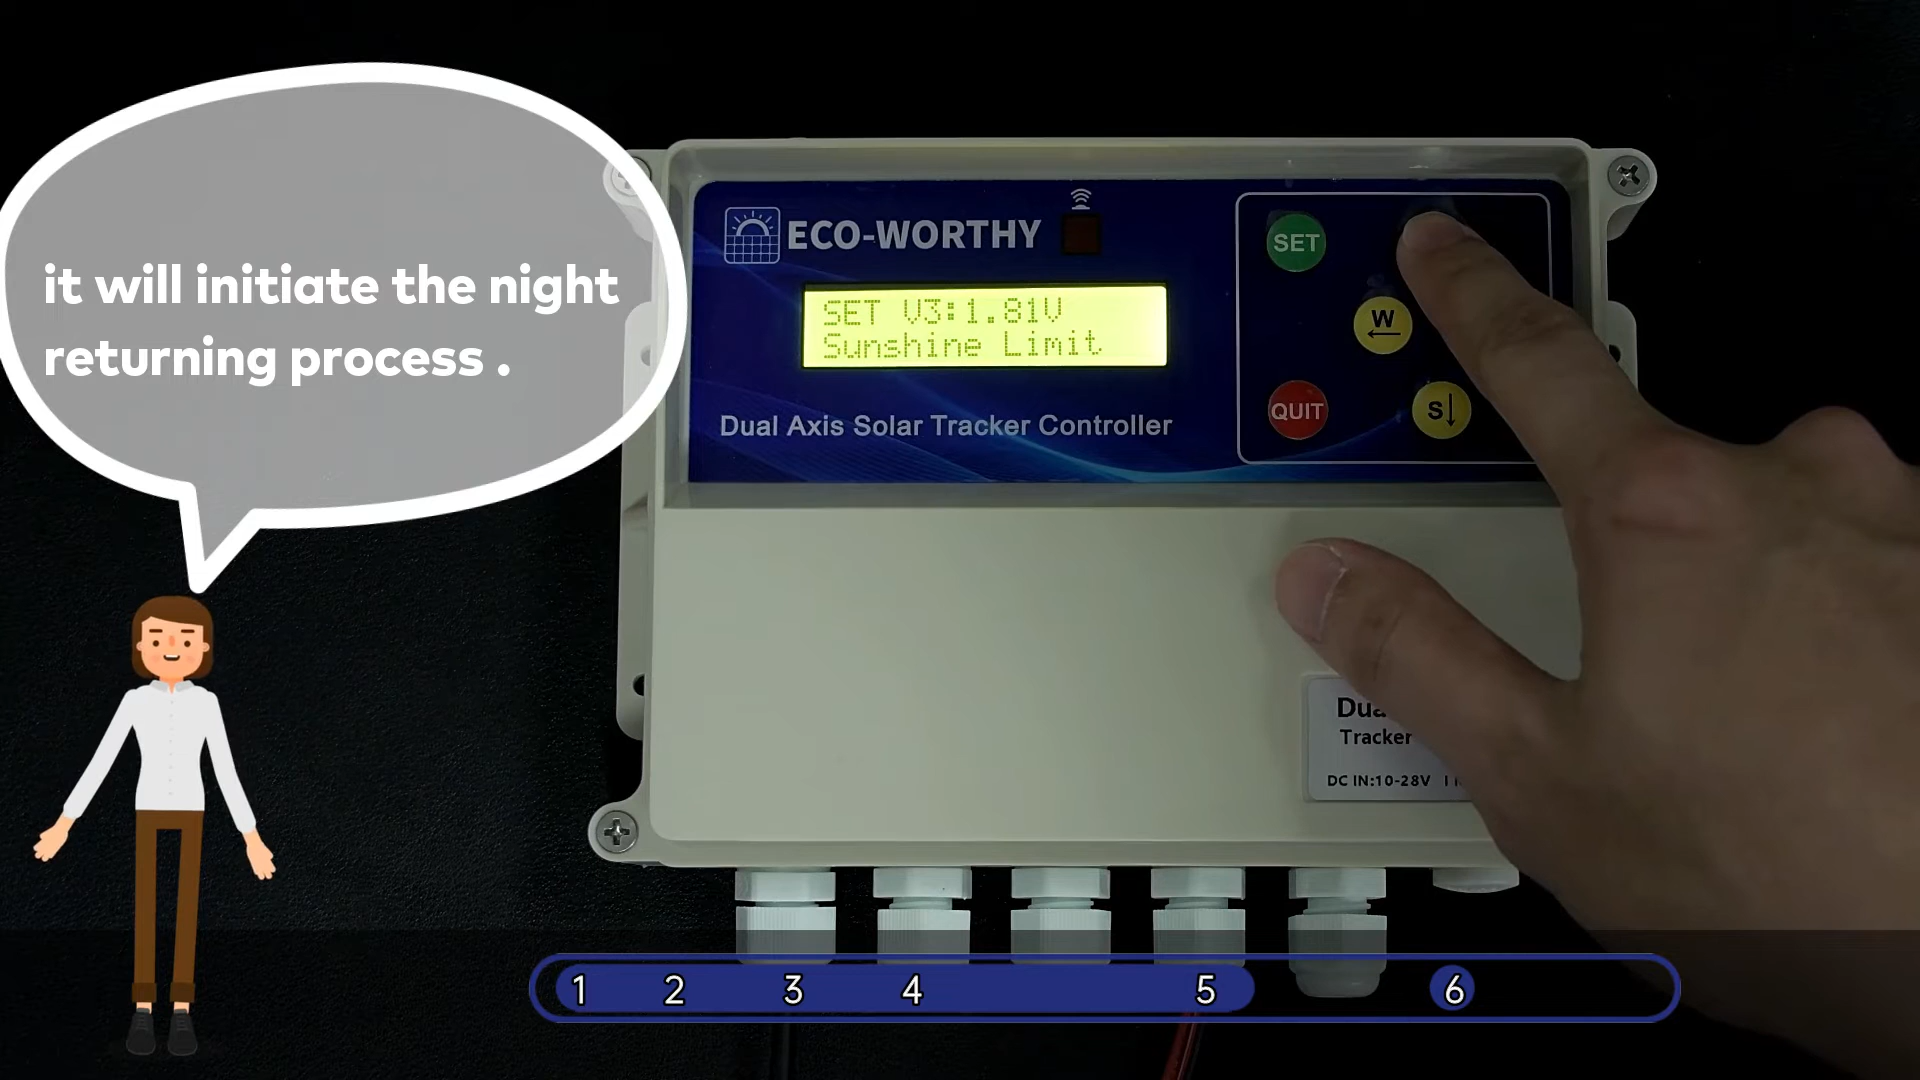 it will initiate the night
returning process .
ECO-WORTHY
SET V3:1.81V
Sunshine Limit
Dual Axis Solar Tracker Controller
SET
W
QUIT
S
Tracker
DC IN:10-28V
1 2 3 4 5 6